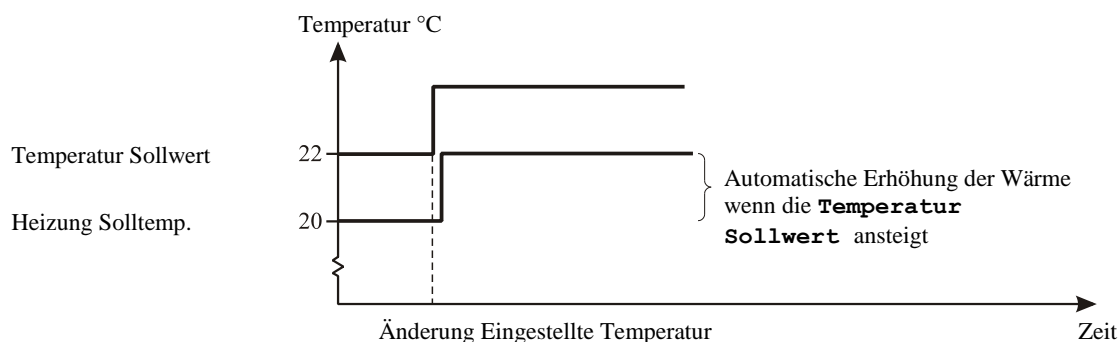 Temperatur °C
Temperatur Sollwert
22
Heizung Solltemp.
20
Automatische Erhöhung der Wärme
wenn die Temperatur
Sollwert ansteigt
Änderung Eingestellte Temperatur
Zeit